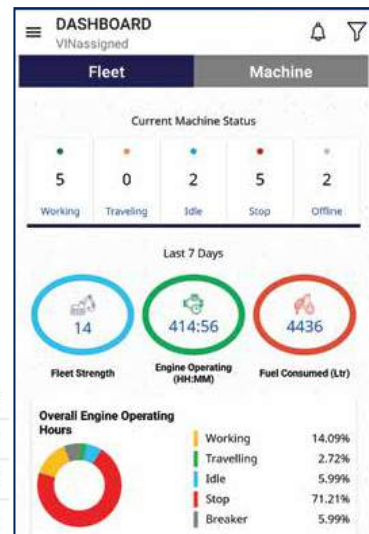 DASHBOARD
VINassigned
Fleet
Machine
Current Machine Status
5 0 2 5 2
Working Traveling Idle Stop Offline
Last 7 Days
14 414:56 4436
Fleet Strength Engine Operating (HH:MM) Fuel Consumed (Ltr)
Overall Engine Operating
Hours
Working 14.09%
Travelling 2.72%
Idle 5.99%
Stop 71.21%
Breaker 5.99%